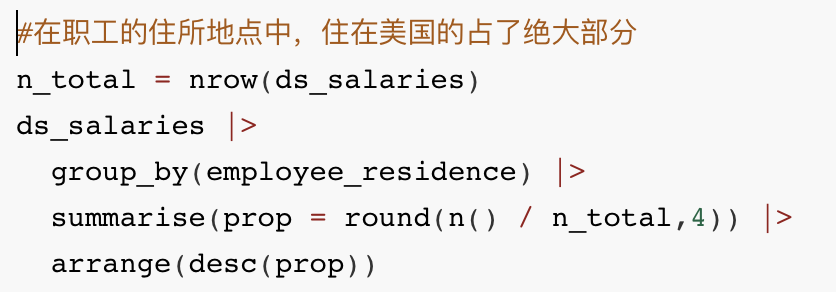 #在职工的住所地点中，住在美国的占了绝大部分
n_total = nrow(ds_salaries)
ds_salaries |>
  group_by(employee_residence) |>
  summarise(prop = round(n() / n_total,4)) |>
  arrange(desc(prop))